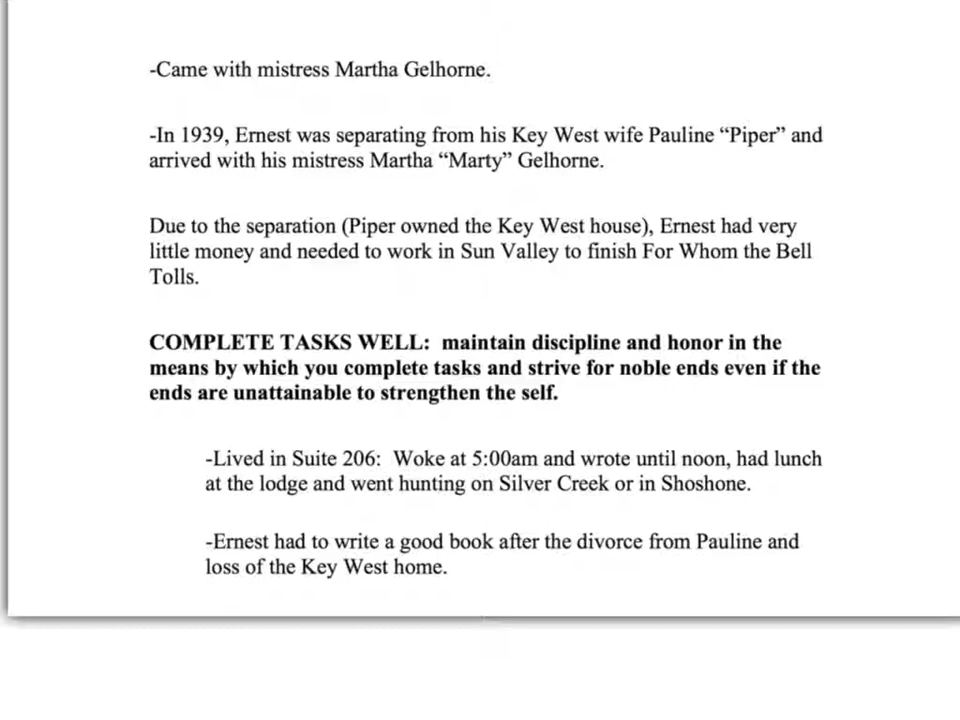 -Came with mistress Martha Gelhorne.
-In 1939, Ernest was separating from his Key West wife Pauline “Piper” and
arrived with his mistress Martha “Marty” Gelhorne.
Due to the separation (Piper owned the Key West house), Ernest had very
little money and needed to work in Sun Valley to finish For Whom the Bell
Tolls.
COMPLETE TASKS WELL:  maintain discipline and honor in the
means by which you complete tasks and strive for noble ends even if the
ends are unattainable to strengthen the self.
-Lived in Suite 206:  Woke at 5:00am and wrote until noon, had lunch
at the lodge and went hunting on Silver Creek or in Shoshone.
-Ernest had to write a good book after the divorce from Pauline and
loss of the Key West home.